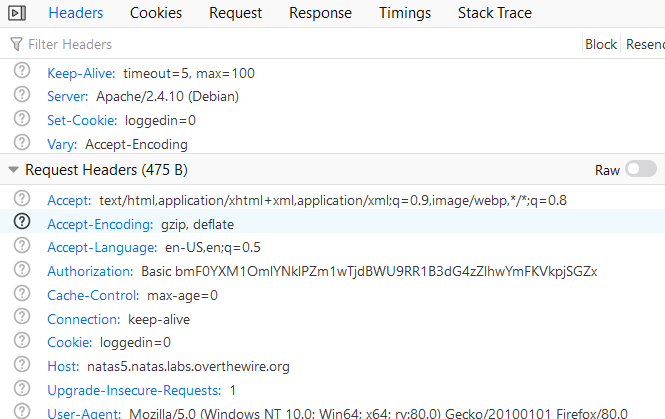 Headers Cookies Request Response Timings Stack Trace
Filter Headers Block Resend
Keep-Alive: timeout=5, max=100
Server: Apache/2.4.10 (Debian)
Set-Cookie: loggedin=0
Vary: Accept-Encoding
Request Headers (475 B) Raw
Accept: text/html,application/xhtml+xml,application/xml;q=0.9,image/webp,*/*;q=0.8
Accept-Encoding: gzip, deflate
Accept-Language: en-US,en;q=0.5
Authorization: Basic bmF0YXM1OmlYNklPZm1wTjdBWU9RR1B3dG4zZlhwYmFKVkpjSGZx
Cache-Control: max-age=0
Connection: keep-alive
Cookie: loggedin=0
Host: natas5.natas.labs.overthewire.org
Upgrade-Insecure-Requests: 1
User-Agent: Mozilla/5.0 (Windows NT 10.0; Win64; x64; rv:80.0) Gecko/20100101 Firefox/80.0